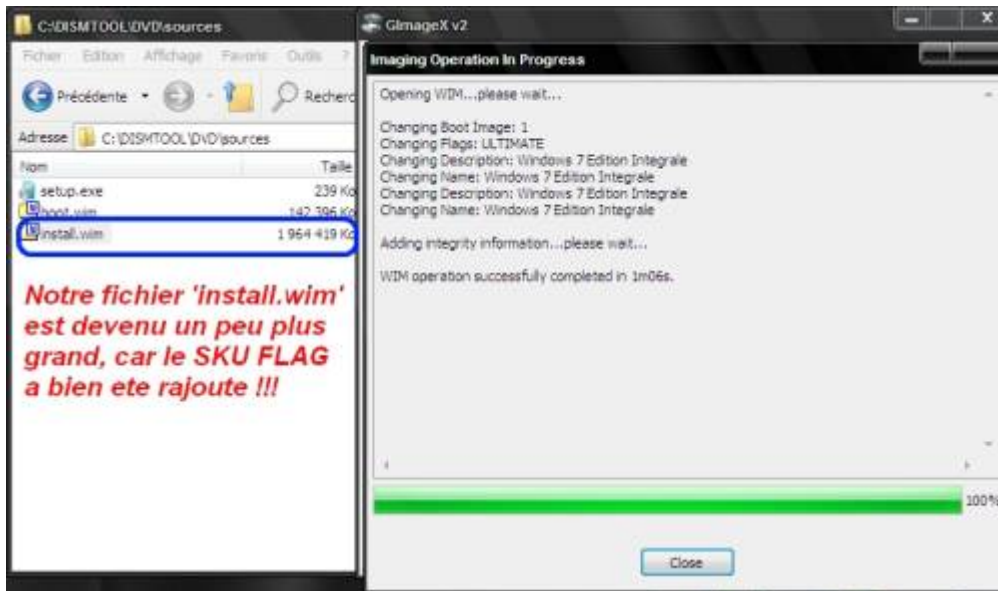 C:\DISMTOOL\DVD\sources
Fichier Edition Affichage Favoris Outils ?
Précédente
Recherc
Adresse C:\DISMTOOL\DVD\sources
Nom Taille
setup.exe 239 Ko
boot.wim 142 396 Ko
install.wim 1 964 419 Ko
Notre fichier 'install.wim'
est devenu un peu plus
grand, car le SKU FLAG
a bien ete rajoute !!!
GImageX v2
Imaging Operation In Progress
Opening WIM...please wait...
Changing Boot Image: 1
Changing Flags: ULTIMATE
Changing Description: Windows 7 Edition Integrale
Changing Name: Windows 7 Edition Integrale
Changing Description: Windows 7 Edition Integrale
Changing Name: Windows 7 Edition Integrale
Adding integrity information...please wait...
WIM operation successfully completed in 1m06s.
100%
Close